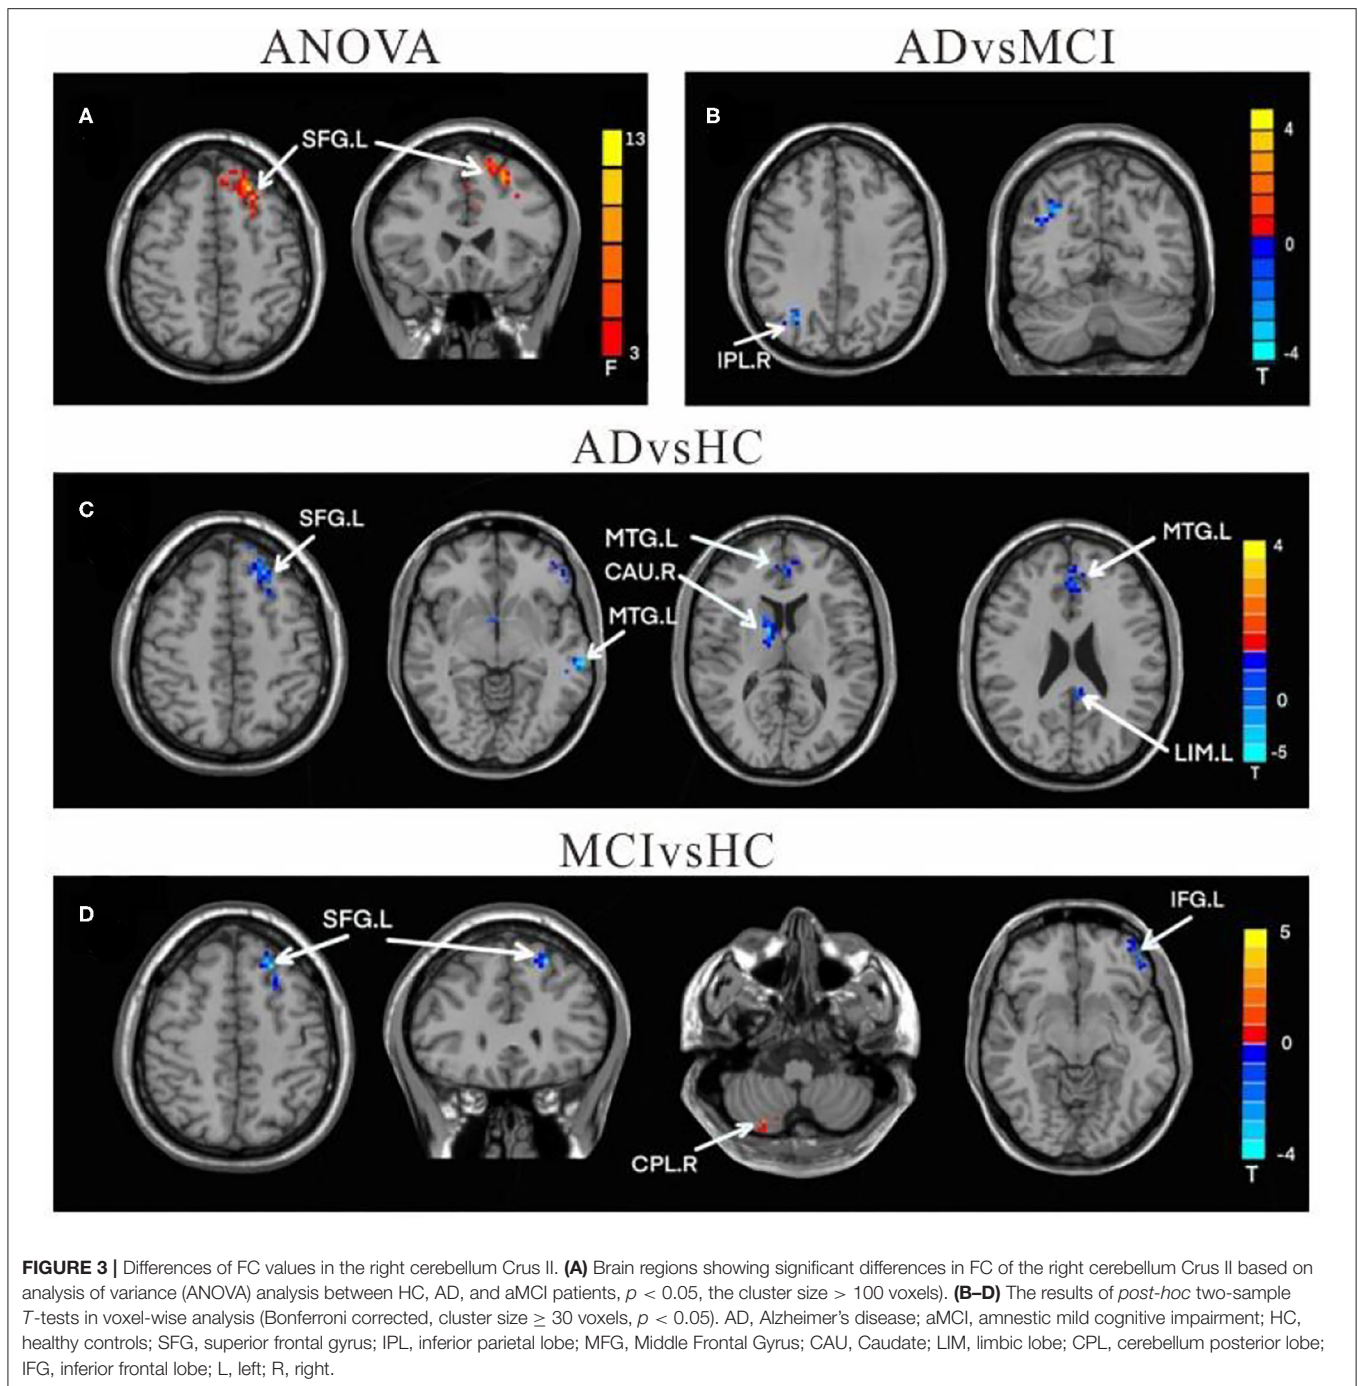 ANOVA
ADvsMCI
A
SFG.L
13
3
F
B
IPL.R
4
0
-4
T
ADvsHC
C
SFG.L
MTG.L
MTG.L
CAU.R
MTG.L
LIM.L
4
0
-5
T
MCIvsHC
D
SFG.L
CPL.R
IFG.L
5
0
-4
T
FIGURE 3 | Differences of FC values in the right cerebellum Crus II. (A) Brain regions showing significant differences in FC of the right cerebellum Crus II based on
analysis of variance (ANOVA) analysis between HC, AD, and aMCI patients, p < 0.05, the cluster size > 100 voxels). (B–D) The results of post-hoc two-sample
T-tests in voxel-wise analysis (Bonferroni corrected, cluster size ≥ 30 voxels, p < 0.05). AD, Alzheimer's disease; aMCI, amnestic mild cognitive impairment; HC,
healthy controls; SFG, superior frontal gyrus; IPL, inferior parietal lobe; MFG, Middle Frontal Gyrus; CAU, Caudate; LIM, limbic lobe; CPL, cerebellum posterior lobe;
IFG, inferior frontal lobe; L, left; R, right.